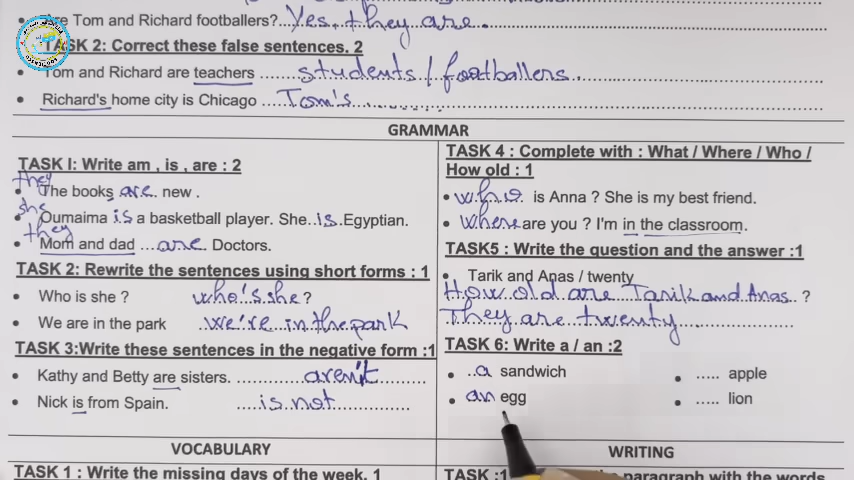 Are Tom and Richard footballers?...Yes, they are.
TASK 2: Correct these false sentences. 2
Tom and Richard are teachers ........students / footballers.
Richard's home city is Chicago ....Tom's...........
GRAMMAR
TASK I: Write am , is , are : 2
they
The books are new .
she
Oumaima is a basketball player. She..is..Egyptian.
they
Mom and dad ...are. Doctors.
TASK 2: Rewrite the sentences using short forms : 1
Who is she ? who's she?
We are in the park ..we're in the park
TASK 3:Write these sentences in the negative form :1
Kathy and Betty are sisters. ............aren't
Nick is from Spain. ....is not............
TASK 4 : Complete with : What / Where / Who /
How old : 1
who is Anna ? She is my best friend.
where are you ? I'm in the classroom.
TASK5 : Write the question and the answer :1
Tarik and Anas / twenty
How old are Tarik and Anas..?
They are twenty....................
TASK 6: Write a / an :2
..a sandwich
..... apple
an egg
..... lion
VOCABULARY
WRITING
TASK 1 : Write the missing days of the week. 1
TASK :1 paragraph with the words